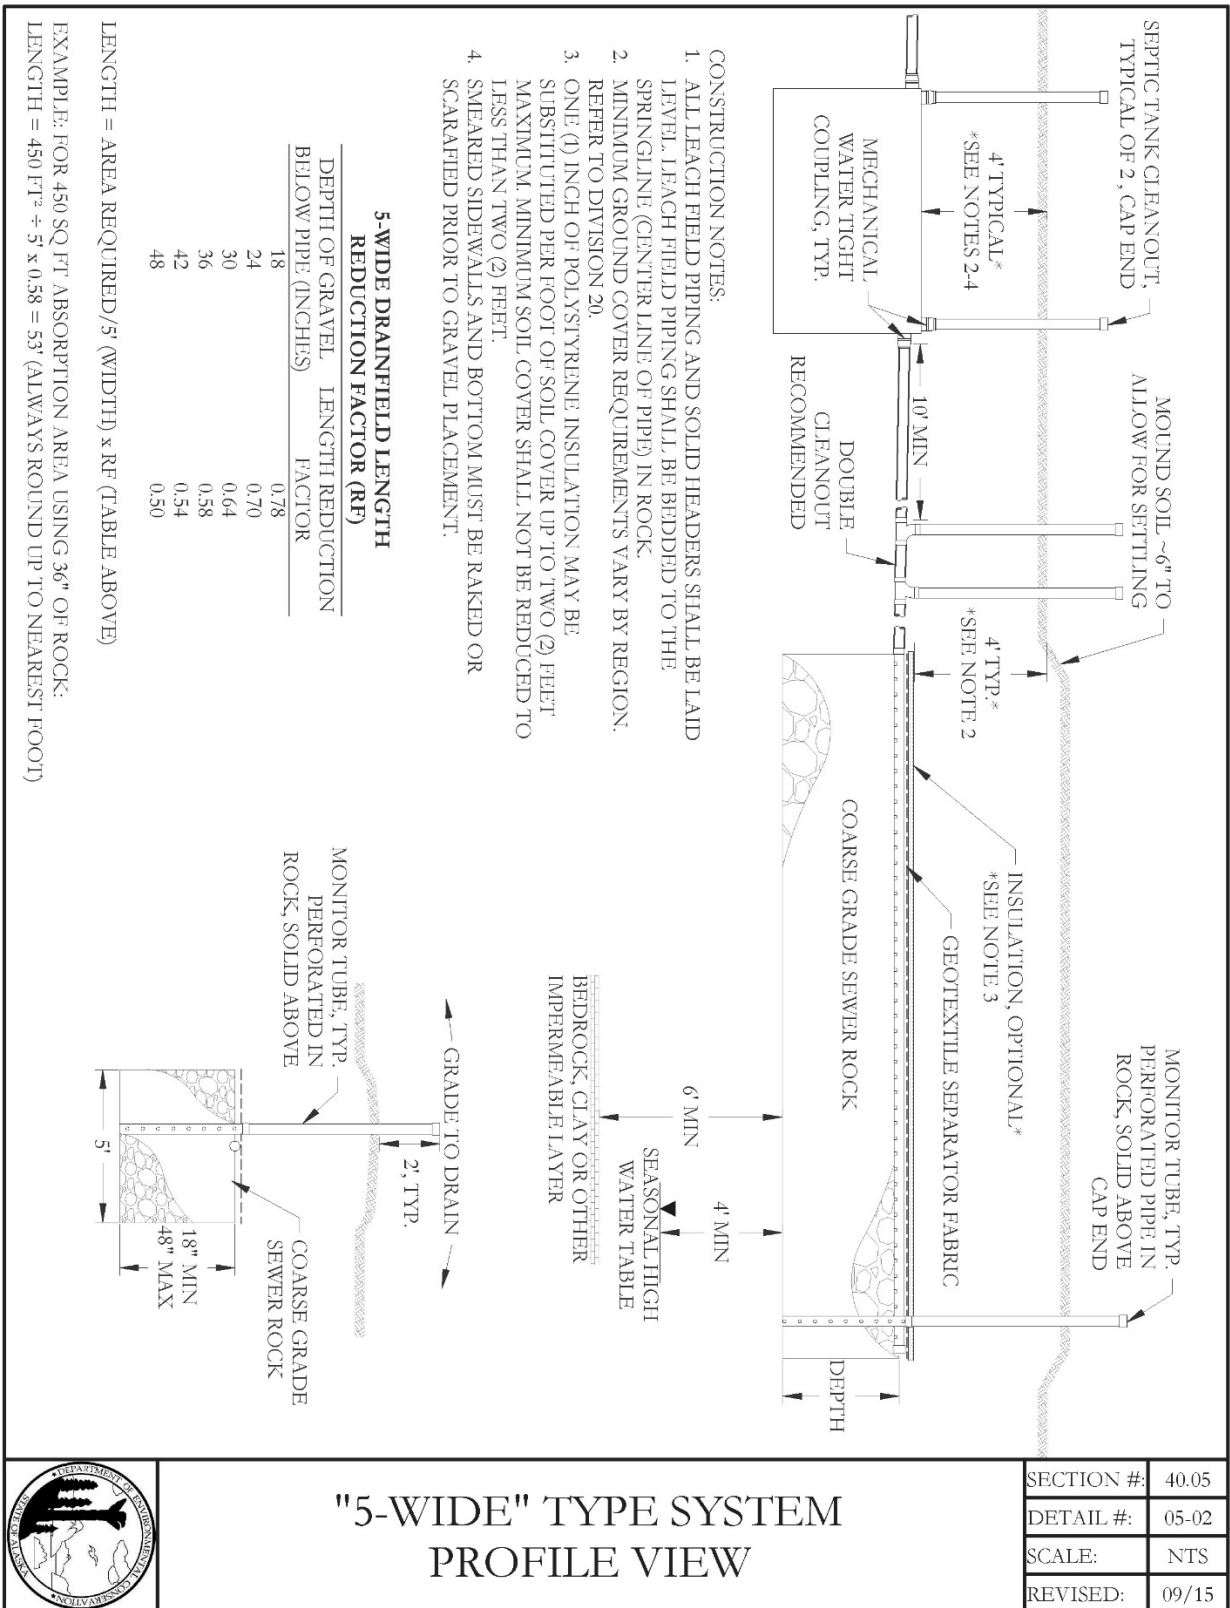 SEPTIC TANK CLEANOUT,
TYPICAL OF 2 , CAP END
MOUND SOIL ~6" TO
ALLOW FOR SETTLING
MONITOR TUBE, TYP.
PERFORATED PIPE IN
ROCK, SOLID ABOVE
CAP END
4' TYPICAL*
*SEE NOTES 2-4
4' TYP.*
*SEE NOTE 2
INSULATION, OPTIONAL*
*SEE NOTE 3
GEOTEXTILE SEPARATOR FABRIC
10' MIN
MECHANICAL
WATER TIGHT
COUPLING, TYP.
DOUBLE
CLEANOUT
RECOMMENDED
COARSE GRADE SEWER ROCK
DEPTH
6' MIN
4' MIN
SEASONAL HIGH
WATER TABLE
BEDROCK, CLAY OR OTHER
IMPERMEABLE LAYER
CONSTRUCTION NOTES:
1. ALL LEACH FIELD PIPING AND SOLID HEADERS SHALL BE LAID
LEVEL. LEACH FIELD PIPING SHALL BE BEDDED TO THE
SPRINGLINE (CENTER LINE OF PIPE) IN ROCK.
2. MINIMUM GROUND COVER REQUIREMENTS VARY BY REGION.
REFER TO DIVISION 20.
3. ONE (1) INCH OF POLYSTYRENE INSULATION MAY BE
SUBSTITUTED PER FOOT OF SOIL COVER UP TO TWO (2) FEET
MAXIMUM. MINIMUM SOIL COVER SHALL NOT BE REDUCED TO
LESS THAN TWO (2) FEET.
4. SMEARED SIDEWALLS AND BOTTOM MUST BE RAKED OR
SCARAFIED PRIOR TO GRAVEL PLACEMENT.
5-WIDE DRAINFIELD LENGTH
REDUCTION FACTOR (RF)
DEPTH OF GRAVEL LENGTH REDUCTION
BELOW PIPE (INCHES) FACTOR
18 0.78
24 0.70
30 0.64
36 0.58
42 0.54
48 0.50
LENGTH = AREA REQUIRED/5' (WIDTH) x RF (TABLE ABOVE)
EXAMPLE: FOR 450 SQ FT ABSORPTION AREA USING 36" OF ROCK:
LENGTH = 450 FT² ÷ 5' x 0.58 = 53' (ALWAYS ROUND UP TO NEAREST FOOT)
GRADE TO DRAIN
2', TYP.
MONITOR TUBE, TYP.
PERFORATED IN
ROCK, SOLID ABOVE
COARSE GRADE
SEWER ROCK
18" MIN
48" MAX
5'
DEPARTMENT OF ENVIRONMENTAL CONSERVATION
STATE OF ALASKA
"5-WIDE" TYPE SYSTEM
PROFILE VIEW
SECTION #: 40.05
DETAIL #: 05-02
SCALE: NTS
REVISED: 09/15